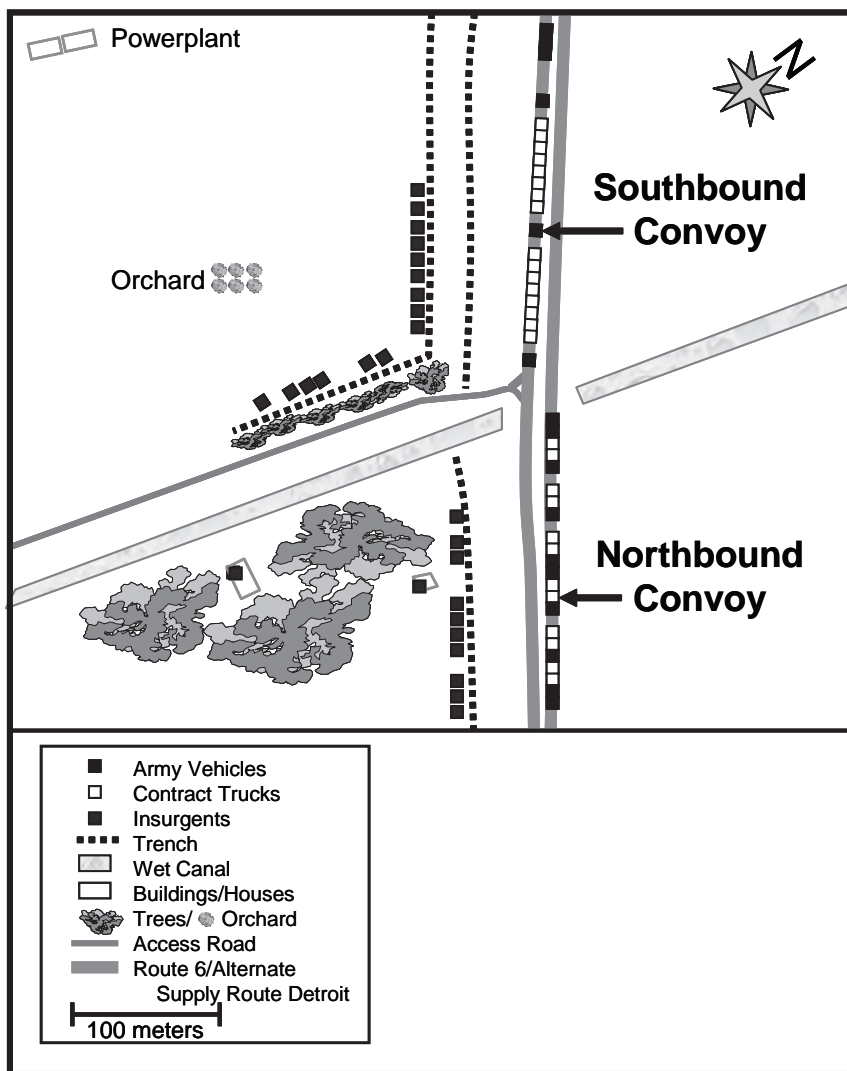 Powerplant
N
Southbound
Convoy
Orchard
Northbound
Convoy
Army Vehicles
Contract Trucks
Insurgents
Trench
Wet Canal
Buildings/Houses
Trees/ Orchard
Access Road
Route 6/Alternate
Supply Route Detroit
100 meters